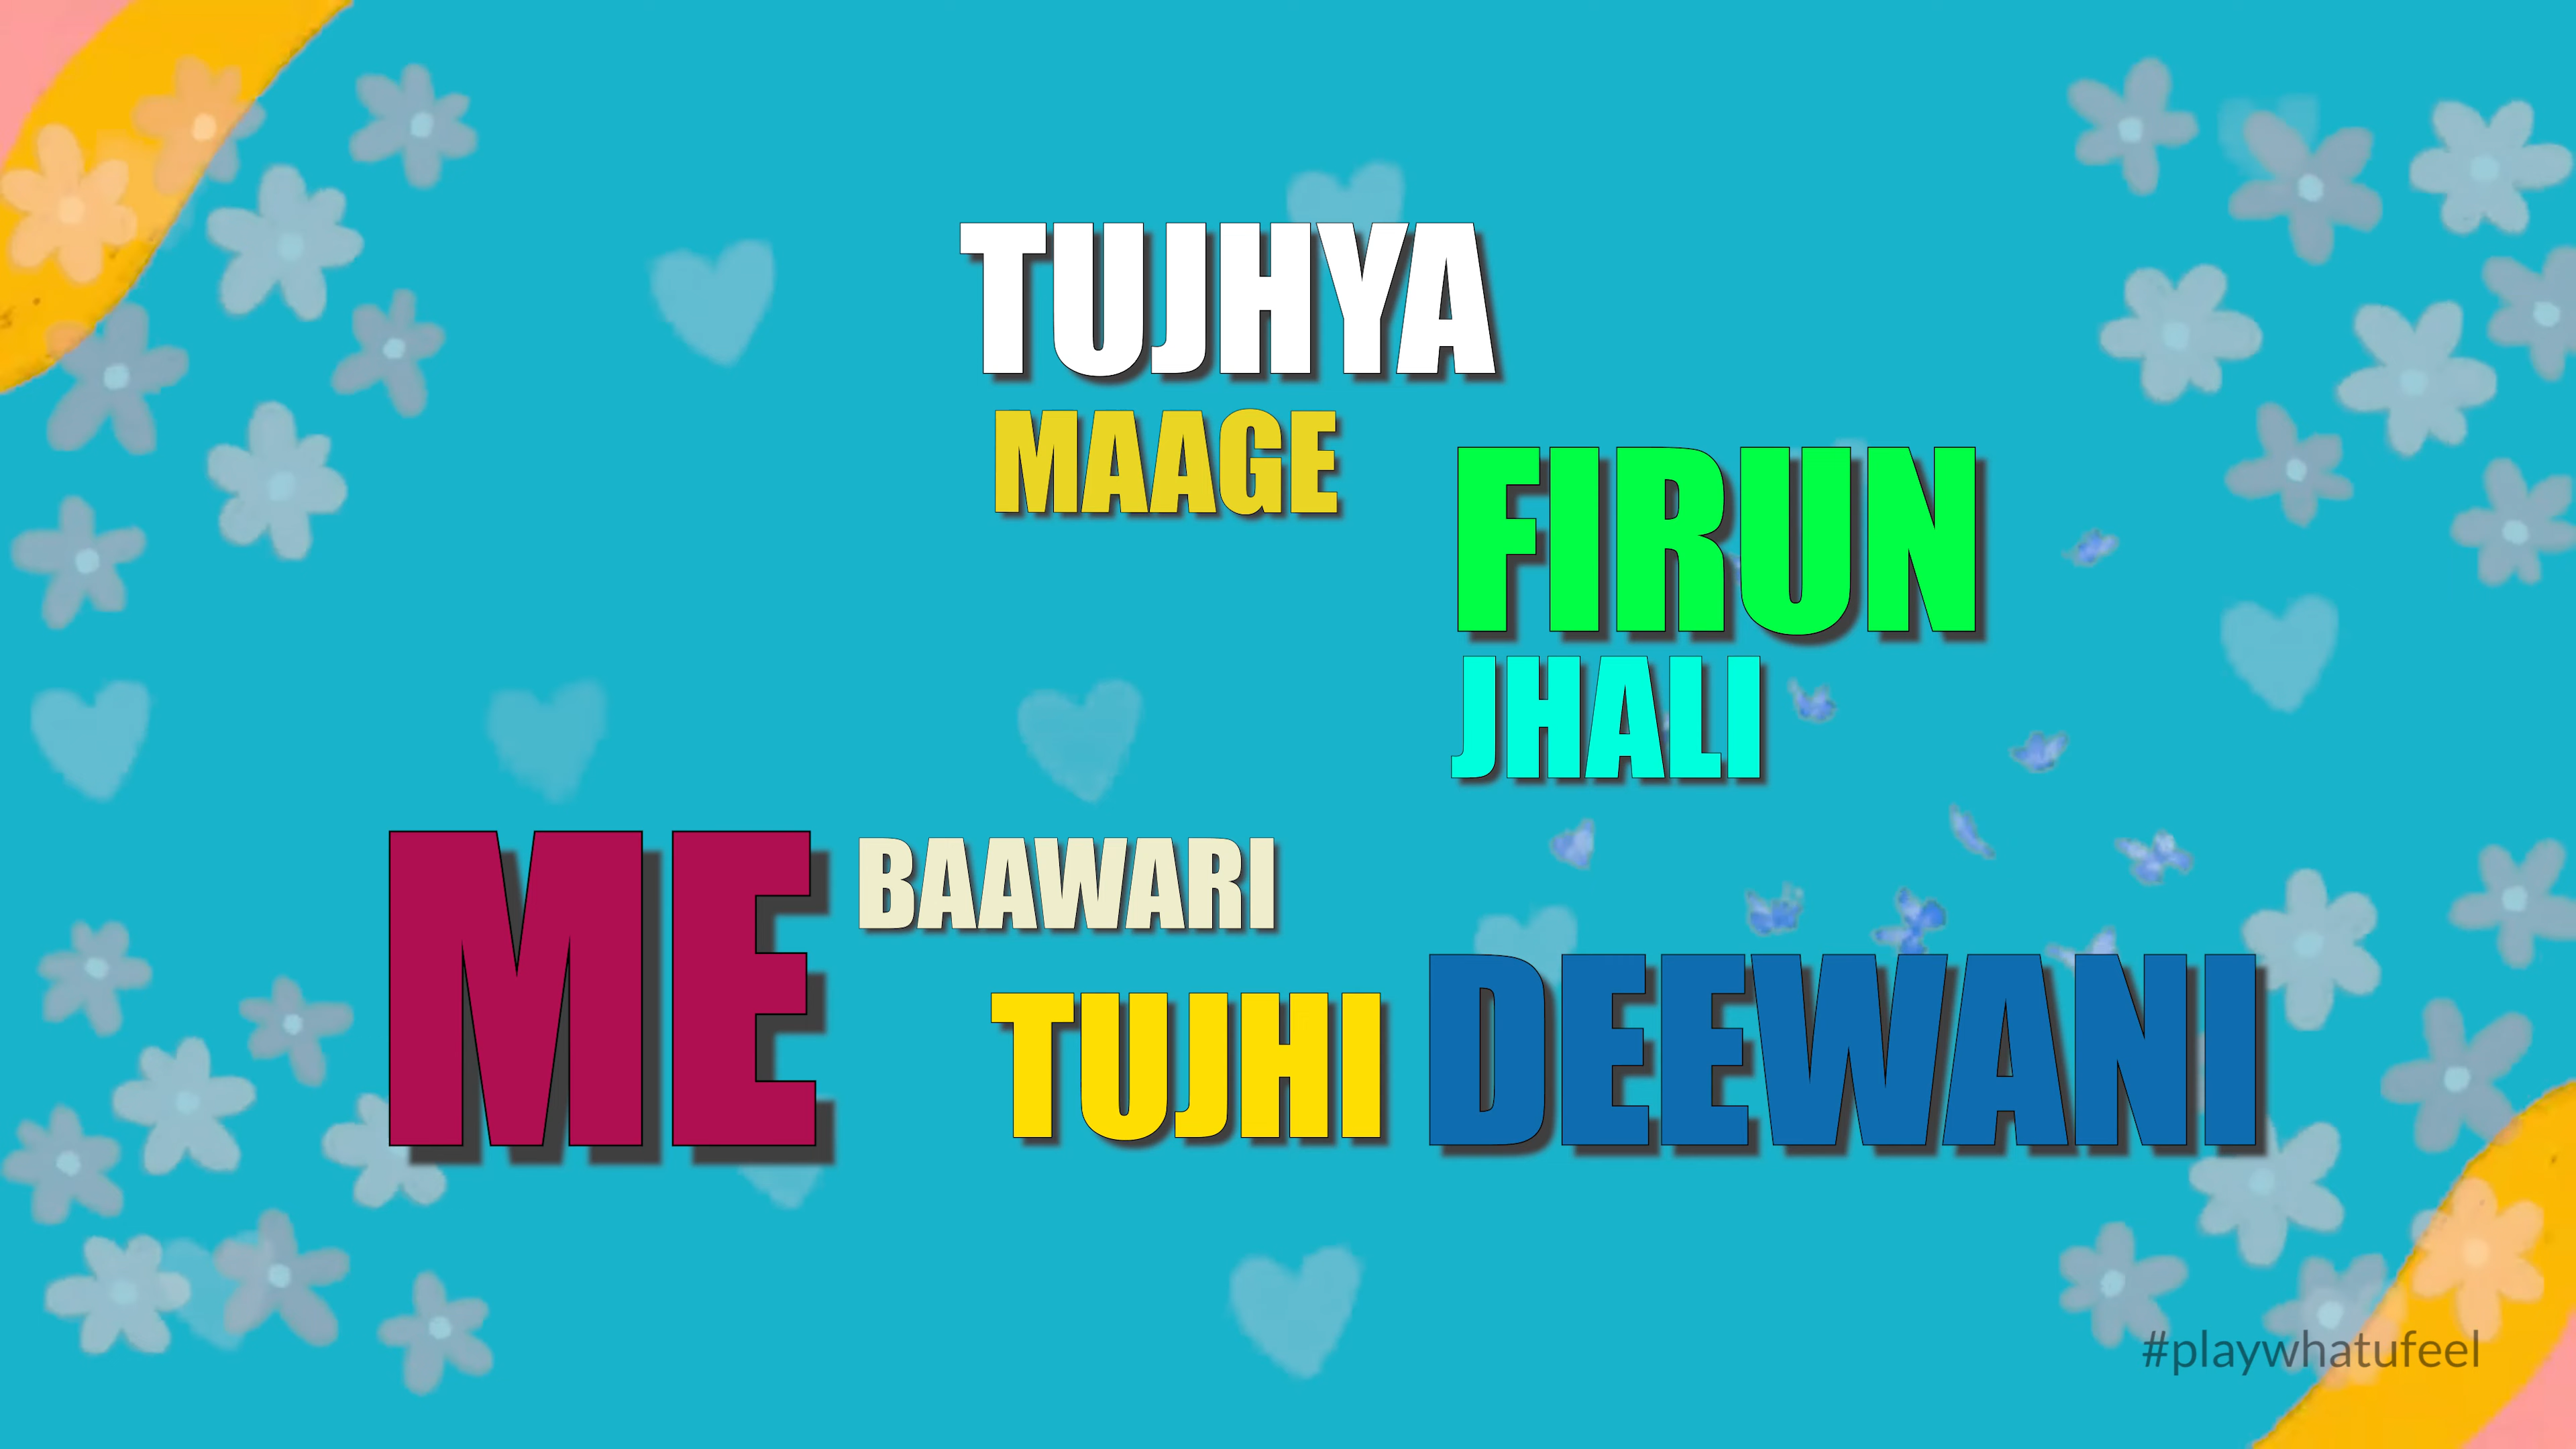 TUJHYA
MAAGE
FIRUN
JHALI
ME BAAWARI
TUJHI DEEWANI
#playwhatufeel